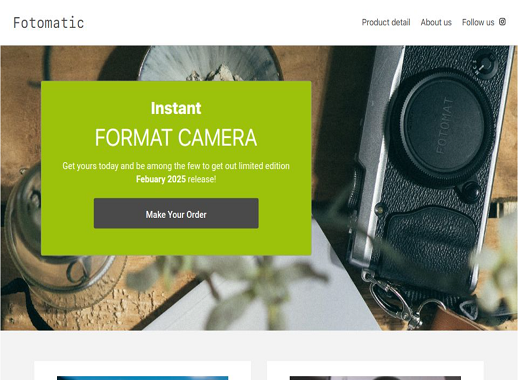 Fotomatic
Product detail About us Follow us
Instant
FORMAT CAMERA
Get yours today and be among the few to get out limited edition
Febuary 2025 release!
Make Your Order
FOTOMAT